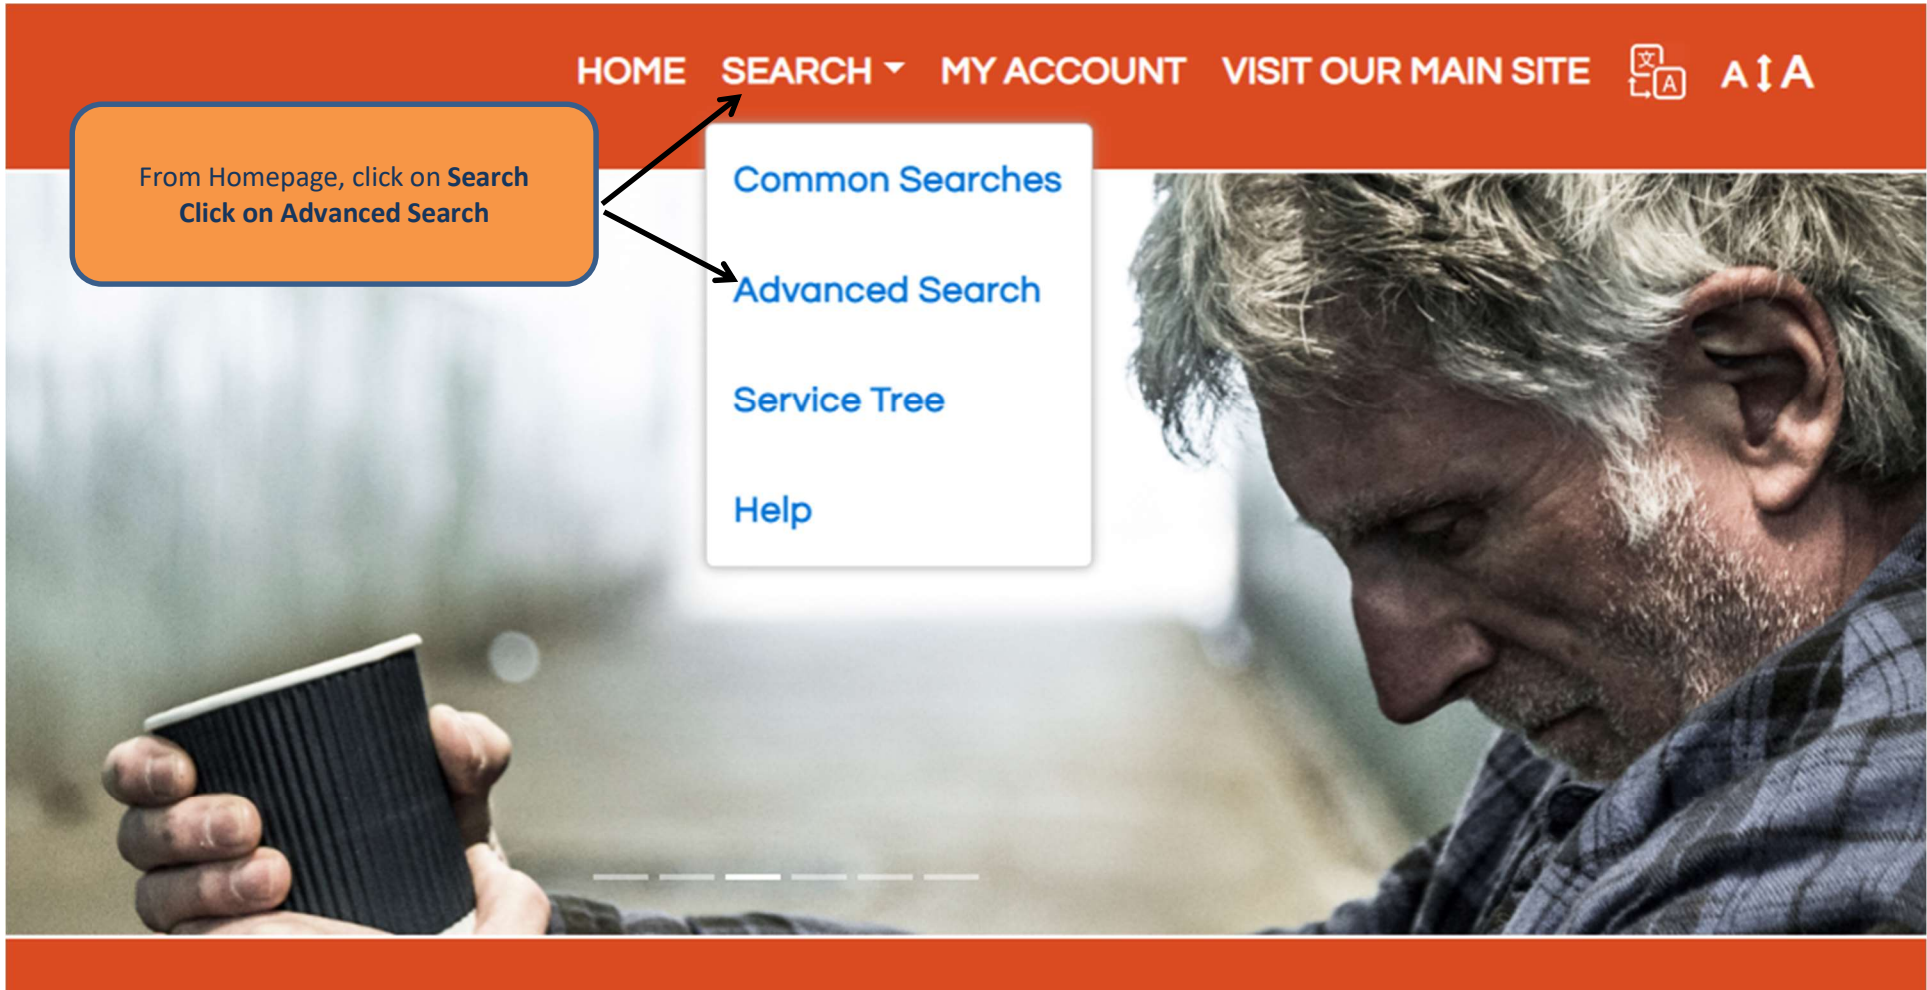 HOME SEARCH MY ACCOUNT VISIT OUR MAIN SITE 文 A A A
From Homepage, click on Search
Click on Advanced Search
Common Searches
Advanced Search
Service Tree
Help